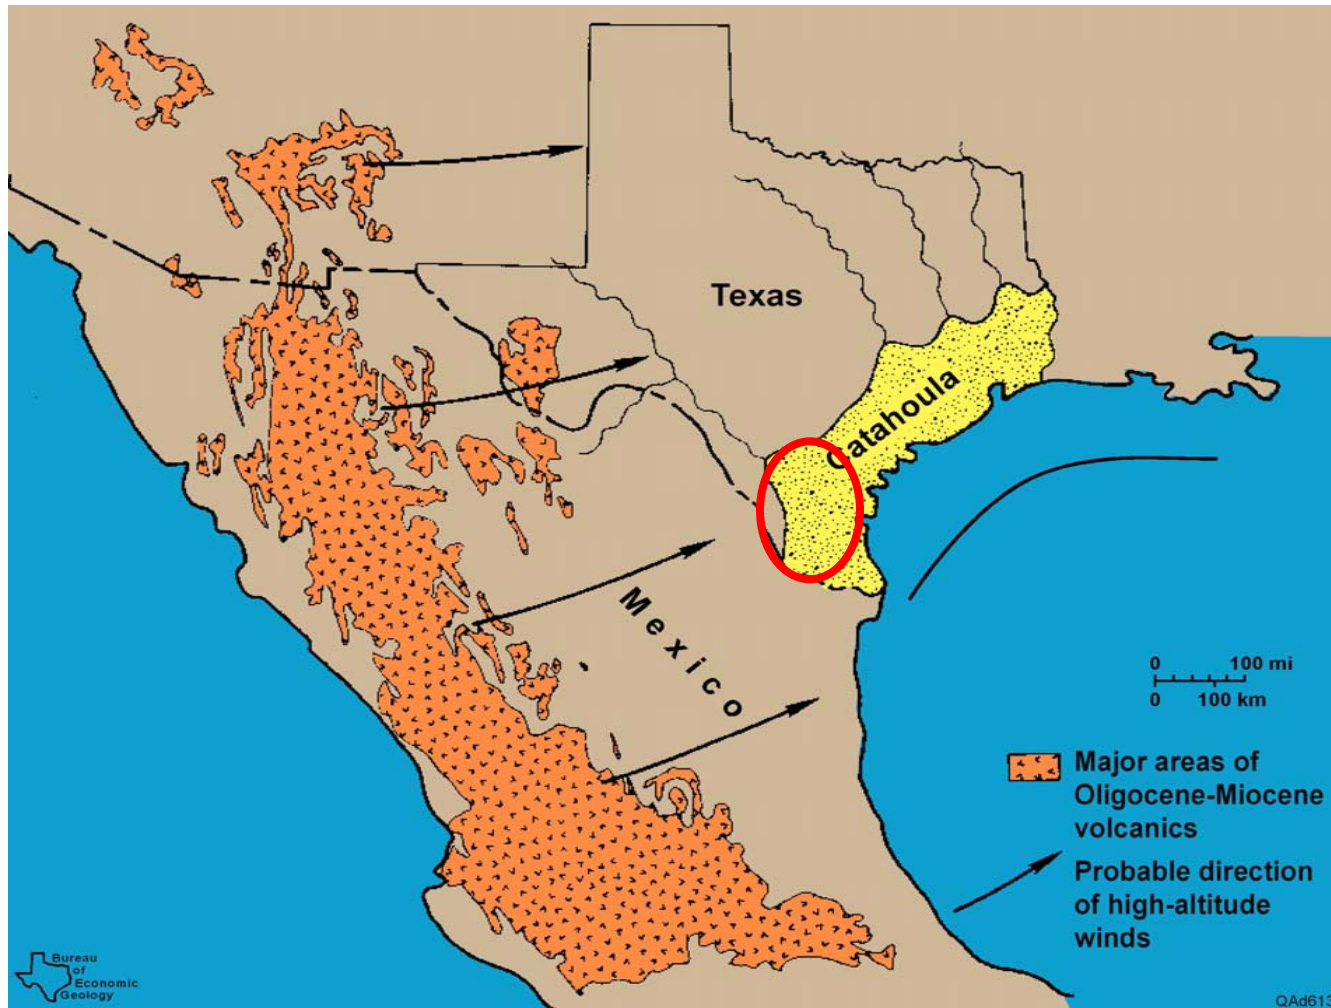 Texas
Catahoula
Mexico
0 100 mi
0 100 km
Major areas of
Oligocene-Miocene
volcanics
Probable direction
of high-altitude
winds
Bureau
of
Economic
Geology
QAd613